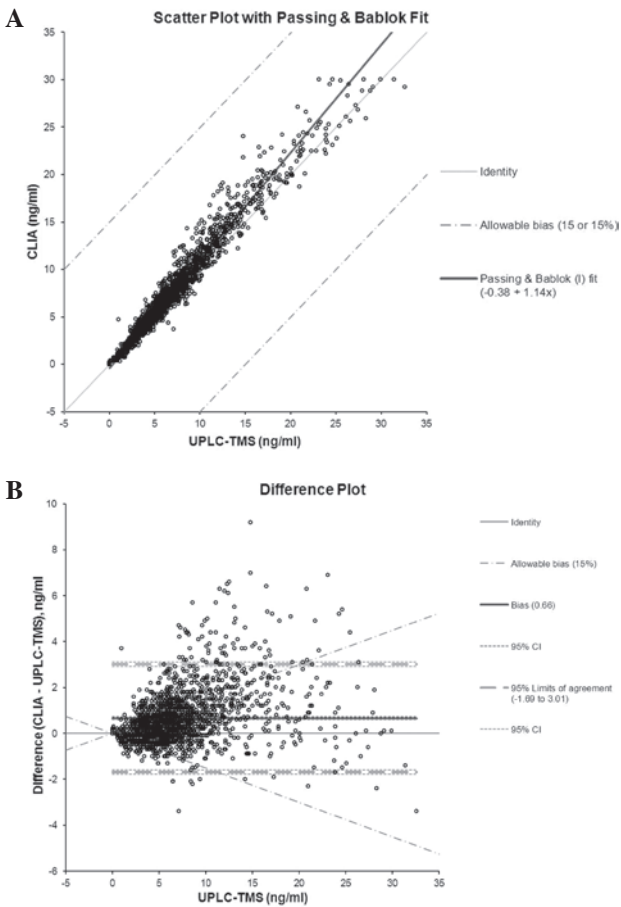 A
Scatter Plot with Passing & Bablok Fit
35
30
25
20
15
10
5
0
-5
CLIA (ng/ml)
-5 0 5 10 15 20 25 30 35
UPLC-TMS (ng/ml)
Identity
Allowable bias (15 or 15%)
Passing & Bablok (I) fit
(-0.38 + 1.14x)
B
Difference Plot
10
8
6
4
2
0
-2
-4
-6
Difference (CLIA - UPLC-TMS), ng/ml
-5 0 5 10 15 20 25 30 35
UPLC-TMS (ng/ml)
Identity
Allowable bias (15%)
Bias (0.66)
95% CI
95% Limits of agreement
(-1.69 to 3.01)
95% CI